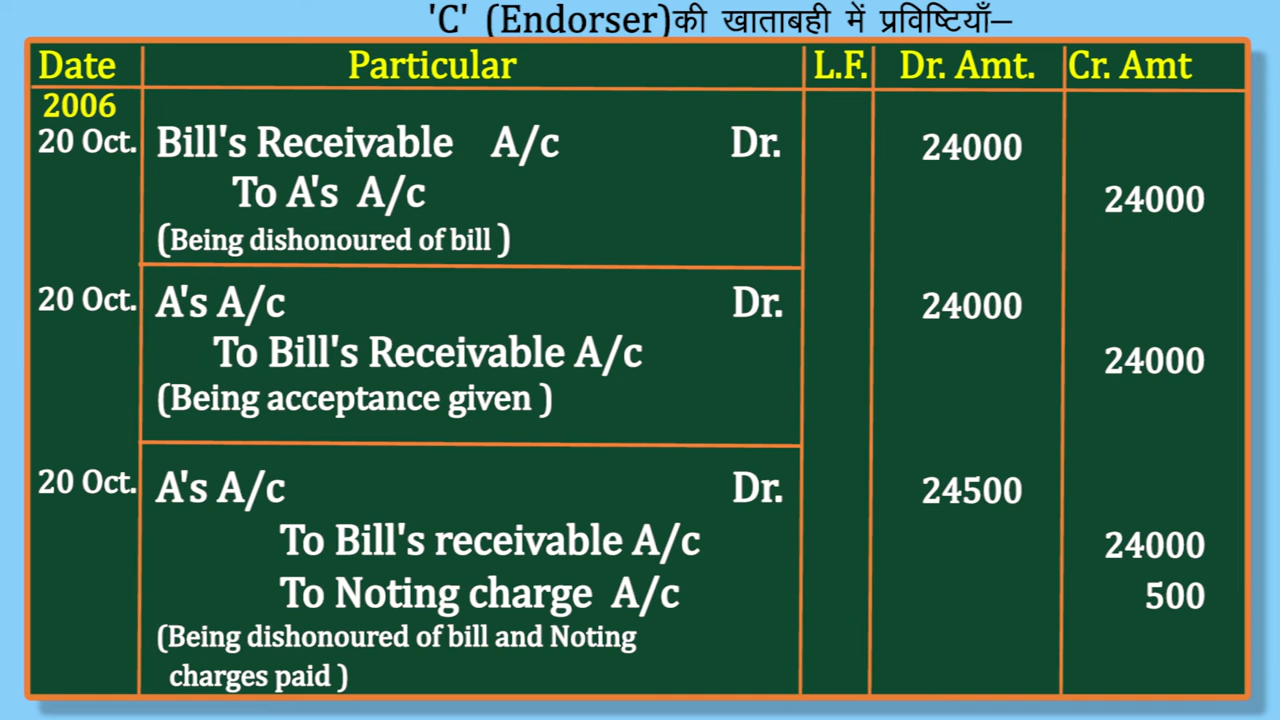 'C' (Endorser)की खाताबही में प्रविष्टियाँ–
Date Particular L.F. Dr. Amt. Cr. Amt
2006
20 Oct. Bill's Receivable A/c Dr. 24000
To A's A/c 24000
(Being dishonoured of bill )
20 Oct. A's A/c Dr. 24000
To Bill's Receivable A/c 24000
(Being acceptance given )
20 Oct. A's A/c Dr. 24500
To Bill's receivable A/c 24000
To Noting charge A/c 500
(Being dishonoured of bill and Noting
charges paid )